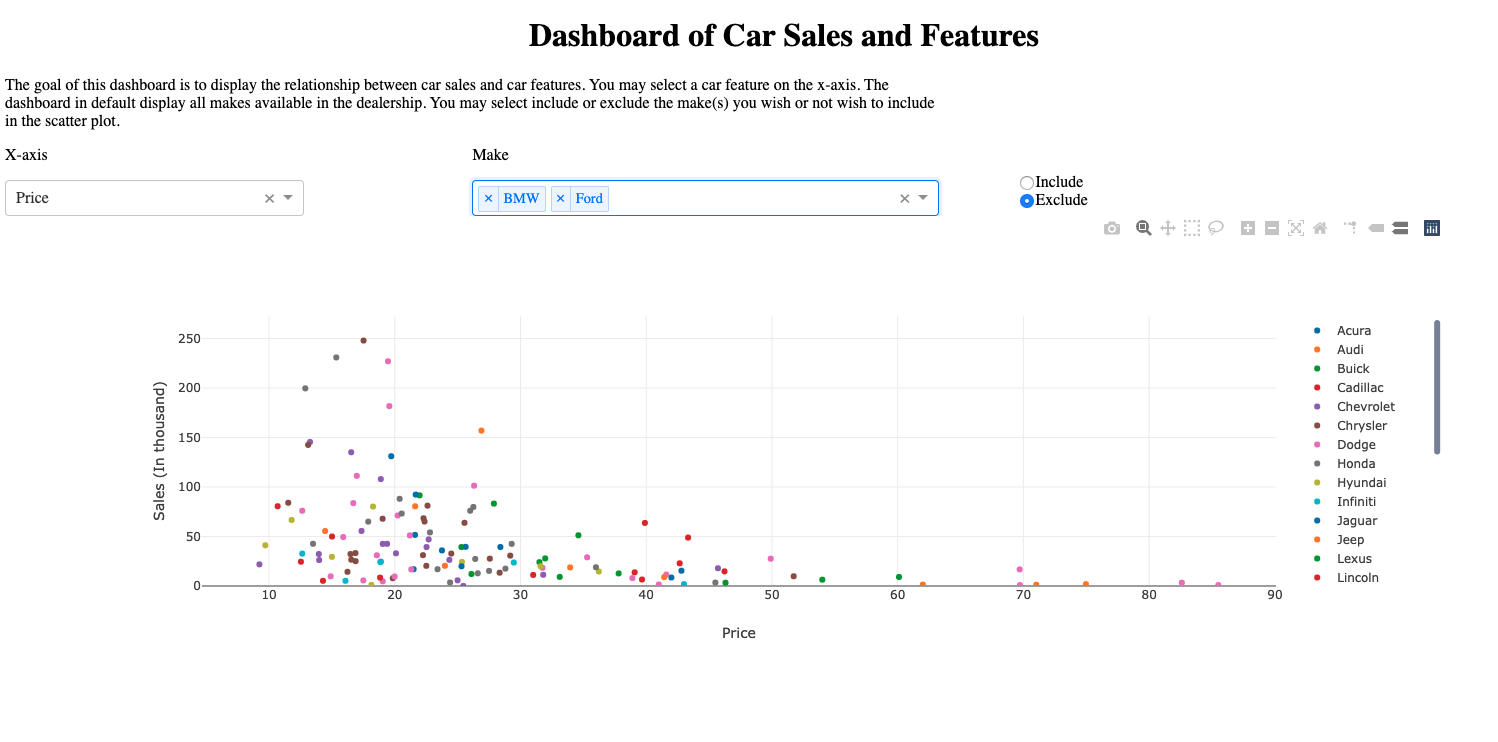 Dashboard of Car Sales and Features
The goal of this dashboard is to display the relationship between car sales and car features. You may select a car feature on the x-axis. The
dashboard in default display all makes available in the dealership. You may select include or exclude the make(s) you wish or not wish to include
in the scatter plot.
X-axis
Make
Price
× BMW × Ford
Include
Exclude
250
200
150
100
50
0
Sales (In thousand)
10 20 30 40 50 60 70 80 90
Price
Acura
Audi
Buick
Cadillac
Chevrolet
Chrysler
Dodge
Honda
Hyundai
Infiniti
Jaguar
Jeep
Lexus
Lincoln